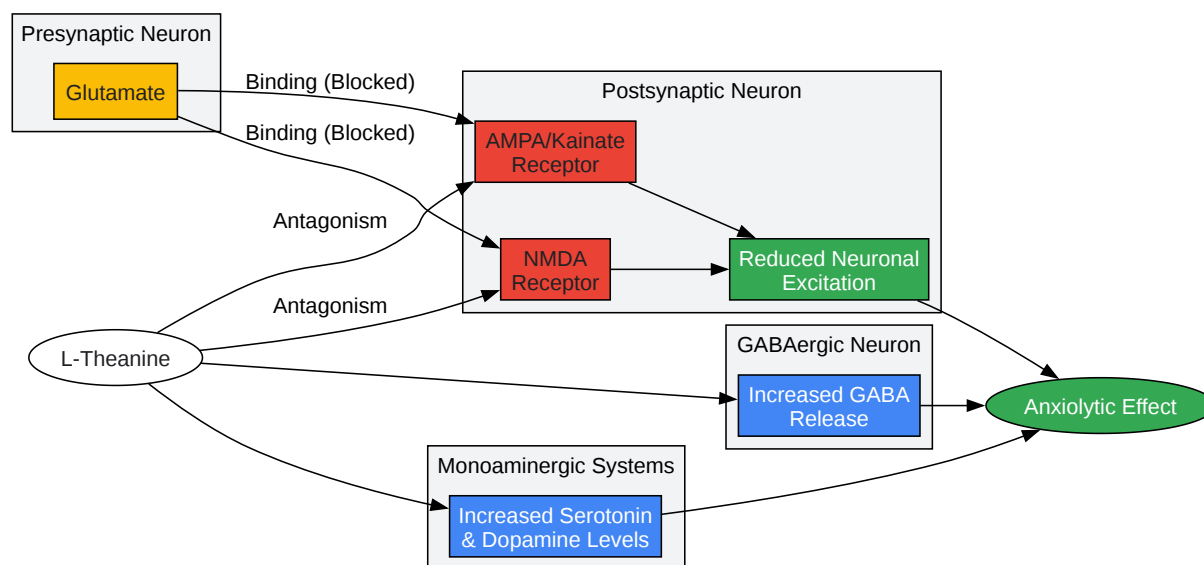 Presynaptic Neuron
Glutamate
Binding (Blocked)
Binding (Blocked)
Postsynaptic Neuron
AMPA/Kainate
Receptor
Antagonism
NMDA
Receptor
Reduced Neuronal
Excitation
Antagonism
L-Theanine
GABAergic Neuron
Increased GABA
Release
Anxiolytic Effect
Monoaminergic Systems
Increased Serotonin
& Dopamine Levels